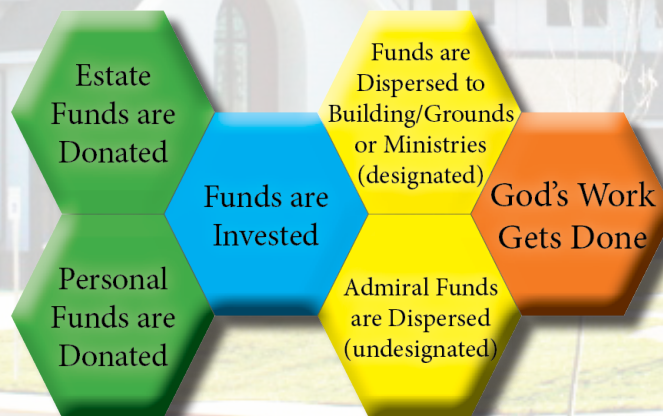 Estate
Funds are
Donated
Personal
Funds are
Donated
Funds are
Invested
Funds are
Dispersed to
Building/Grounds
or Ministries
(designated)
Admiral Funds
are Dispersed
(undesignated)
God’s Work
Gets Done